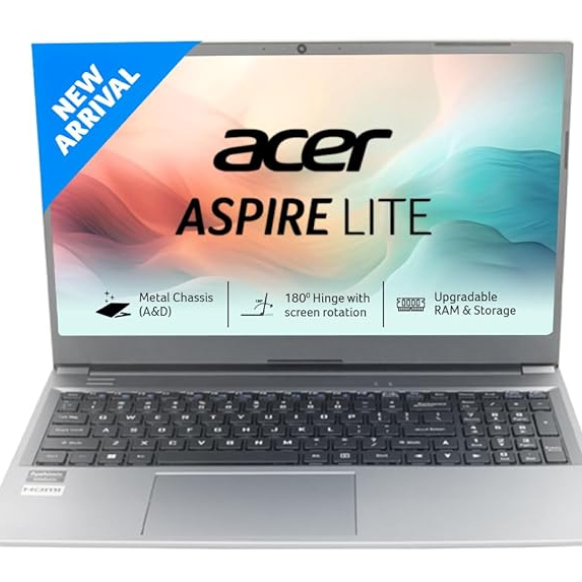 NEW
ARRIVAL
acer
ASPIRE LITE
Metal Chassis
(A&D)
180° Hinge with
screen rotation
Upgradable
RAM & Storage